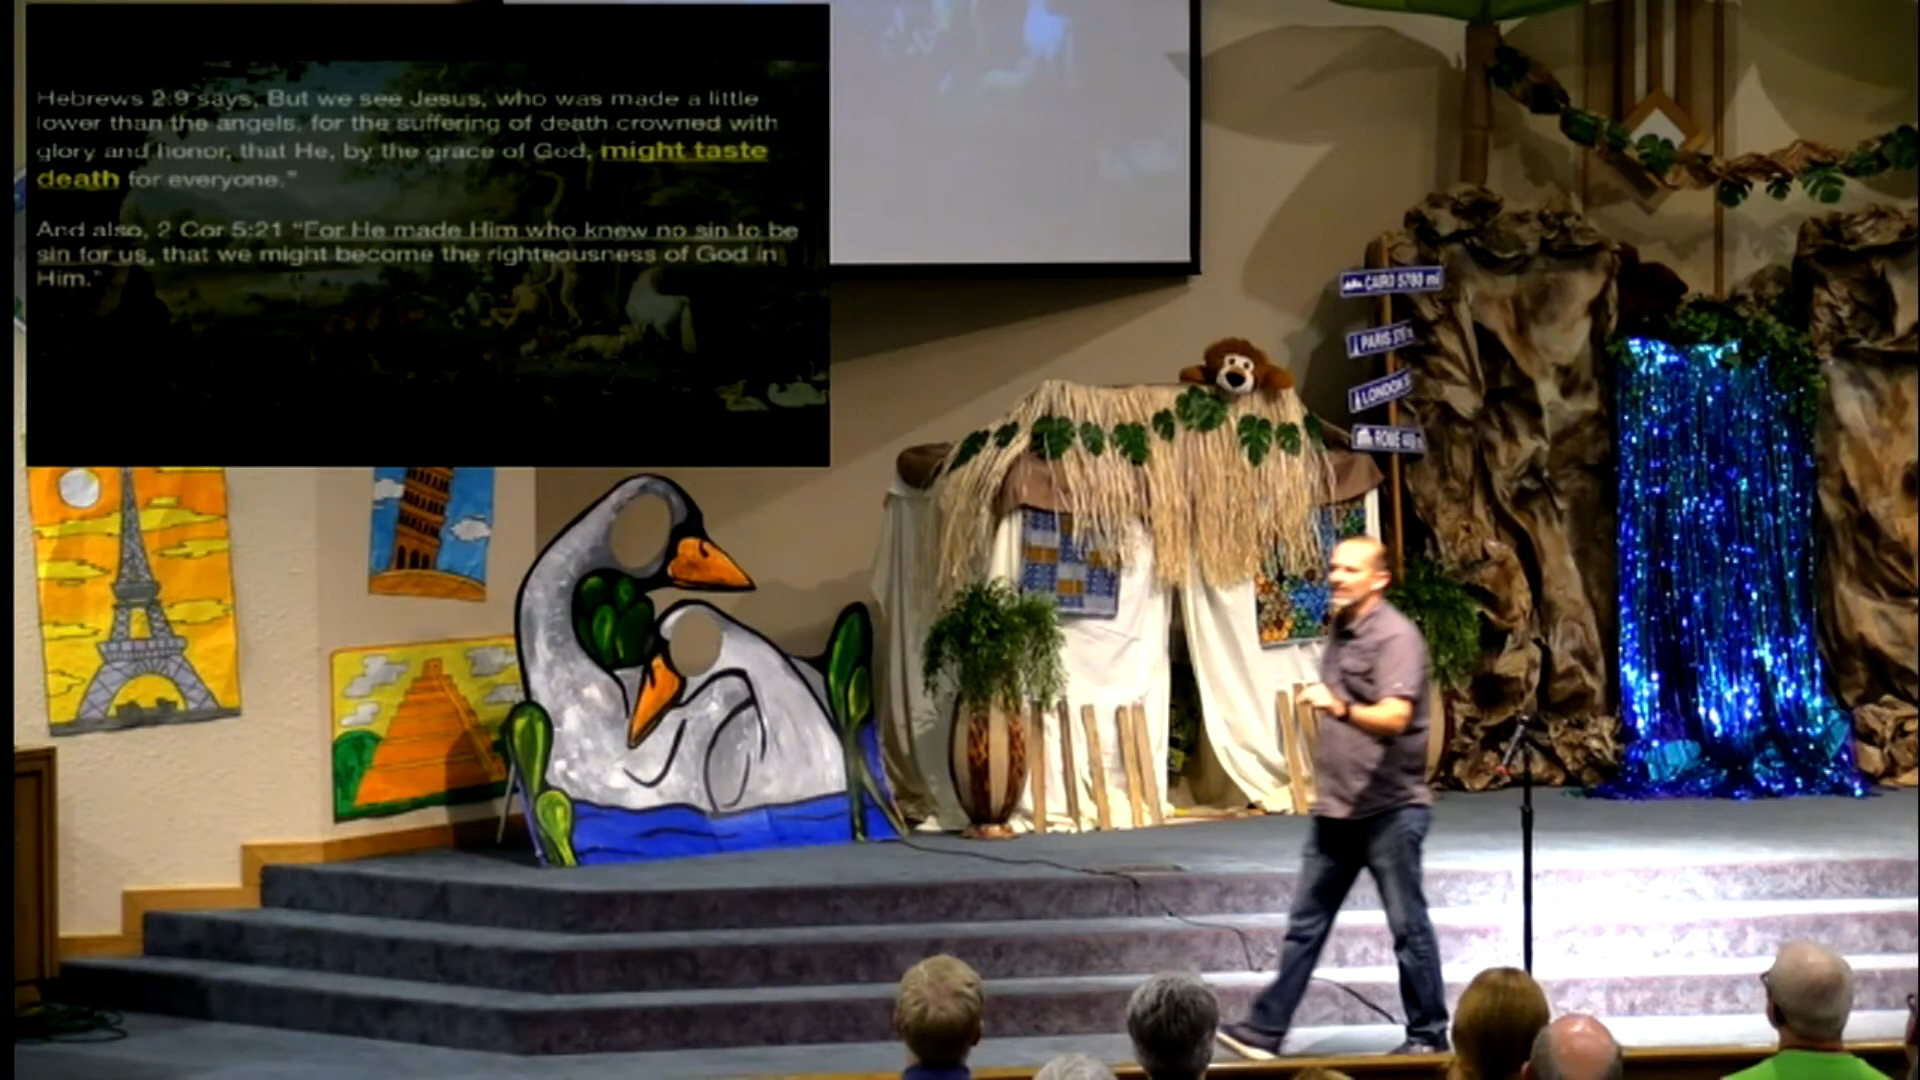 Hebrews 2:9 says, But we see Jesus, who was made a little
lower than the angels, for the suffering of death crowned with
glory and honor, that He, by the grace of God, might taste
death for everyone."
And also, 2 Cor 5:21 "For He made Him who knew no sin to be
sin for us, that we might become the righteousness of God in
Him."
CAIRO 5780 mi
PARIS
LONDON
ROME